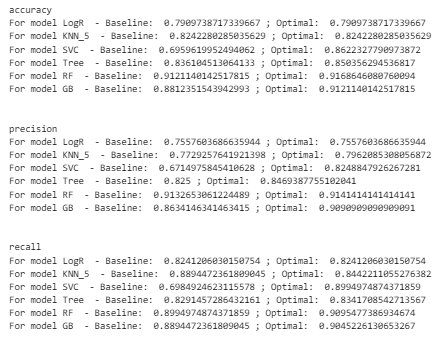 accuracy
For model LogR - Baseline: 0.7909738717339667 ; Optimal: 0.7909738717339667
For model KNN_5 - Baseline: 0.8242280285035629 ; Optimal: 0.8242280285035629
For model SVC - Baseline: 0.6959619952494062 ; Optimal: 0.8622327790973872
For model Tree - Baseline: 0.836104513064133 ; Optimal: 0.850356294536817
For model RF - Baseline: 0.9121140142517815 ; Optimal: 0.9168646080760094
For model GB - Baseline: 0.8812351543942993 ; Optimal: 0.9121140142517815
precision
For model LogR - Baseline: 0.7557603686635944 ; Optimal: 0.7557603686635944
For model KNN_5 - Baseline: 0.7729257641921398 ; Optimal: 0.7962085308056872
For model SVC - Baseline: 0.6714975845410628 ; Optimal: 0.8248847926267281
For model Tree - Baseline: 0.825 ; Optimal: 0.8469387755102041
For model RF - Baseline: 0.9132653061224489 ; Optimal: 0.9141414141414141
For model GB - Baseline: 0.8634146341463415 ; Optimal: 0.9090909090909091
recall
For model LogR - Baseline: 0.8241206030150754 ; Optimal: 0.8241206030150754
For model KNN_5 - Baseline: 0.8894472361809045 ; Optimal: 0.8442211055276382
For model SVC - Baseline: 0.6984924623115578 ; Optimal: 0.8994974874371859
For model Tree - Baseline: 0.8291457286432161 ; Optimal: 0.8341708542713567
For model RF - Baseline: 0.8994974874371859 ; Optimal: 0.9095477386934674
For model GB - Baseline: 0.8894472361809045 ; Optimal: 0.9045226130653267